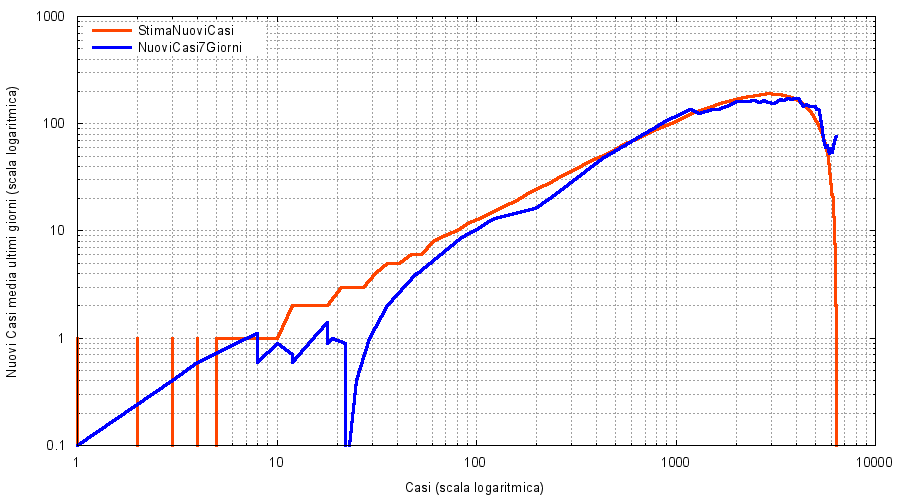 1000
100
10
1
0.1
StimaNuoviCasi
NuoviCasi7Giorni
Nuovi Casi media ultimi giorni (scala logaritmica)
1 10 100 1000 10000
Casi (scala logaritmica)